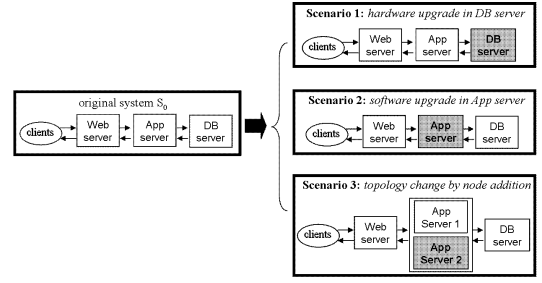 original system S0
clients
Web server
App server
DB server
Scenario 1: hardware upgrade in DB server
clients
Web server
App server
DB server
Scenario 2: software upgrade in App server
clients
Web server
App server
DB server
Scenario 3: topology change by node addition
clients
Web server
App Server 1
App Server 2
DB server